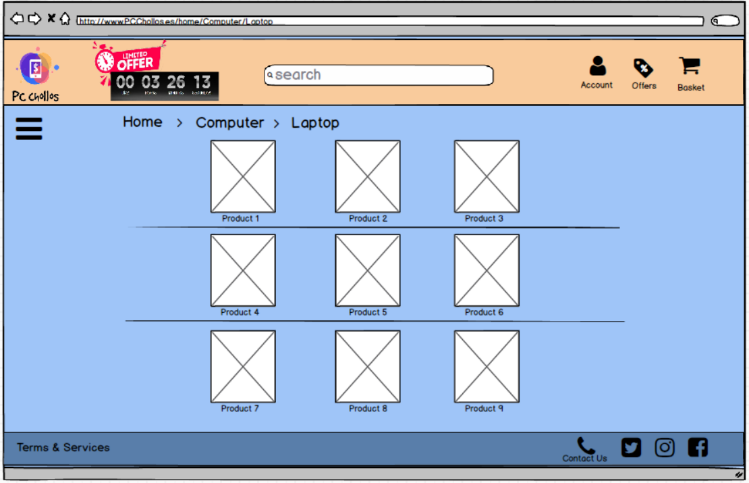 http://www.PCChollos.es/home/Computer/Laptop
LIMITED
OFFER
00 03 26 13
PC Chollos
search
Account
Offers
Basket
Home > Computer > Laptop
Product 1
Product 2
Product 3
Product 4
Product 5
Product 6
Product 7
Product 8
Product 9
Terms & Services
Contact Us